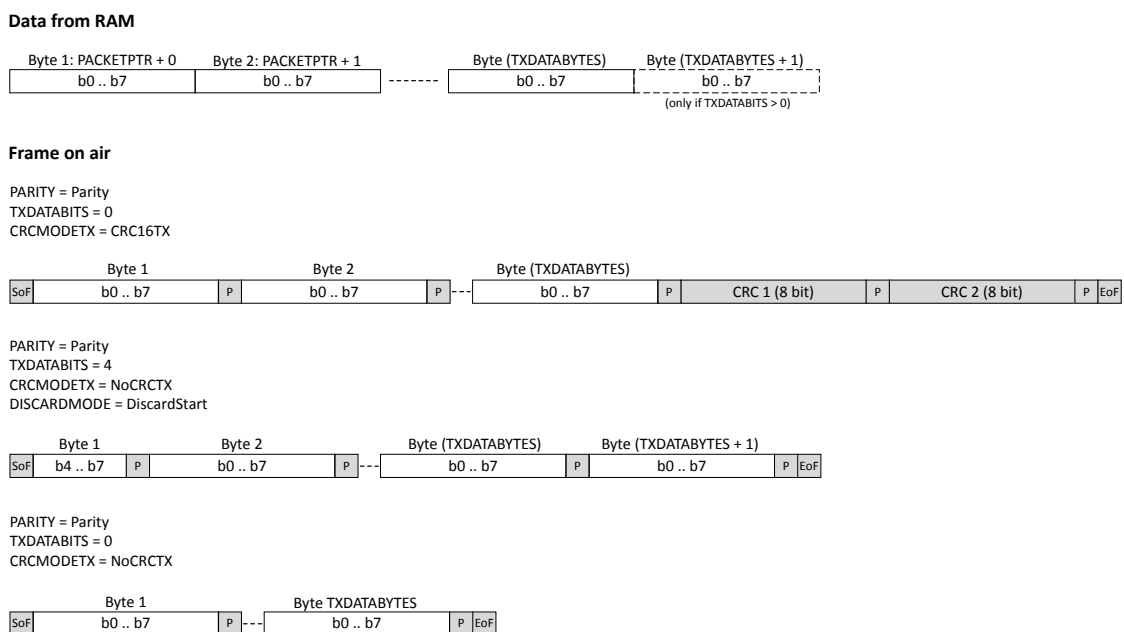 Data from RAM
Byte 1: PACKETPTR + 0 Byte 2: PACKETPTR + 1 Byte (TXDATABYTES) Byte (TXDATABYTES + 1)
b0 .. b7 b0 .. b7 b0 .. b7 b0 .. b7
(only if TXDATABITS > 0)
Frame on air
PARITY = Parity
TXDATABITS = 0
CRCMODETX = CRC16TX
Byte 1 Byte 2 Byte (TXDATABYTES)
SoF b0 .. b7 P b0 .. b7 P b0 .. b7 P CRC 1 (8 bit) P CRC 2 (8 bit) P EoF
PARITY = Parity
TXDATABITS = 4
CRCMODETX = NoCRCTX
DISCARDMODE = DiscardStart
Byte 1 Byte 2 Byte (TXDATABYTES) Byte (TXDATABYTES + 1)
SoF b4 .. b7 P b0 .. b7 P b0 .. b7 P b0 .. b7 P EoF
PARITY = Parity
TXDATABITS = 0
CRCMODETX = NoCRCTX
Byte 1 Byte TXDATABYTES
SoF b0 .. b7 P b0 .. b7 P EoF